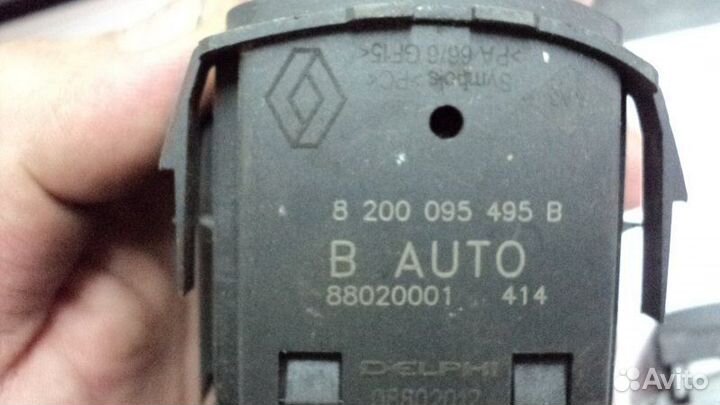 >PA 66/6 GF15<
Symbols >PC<
8 200 095 495 B
B AUTO
88020001 414
DELPHI
Avito